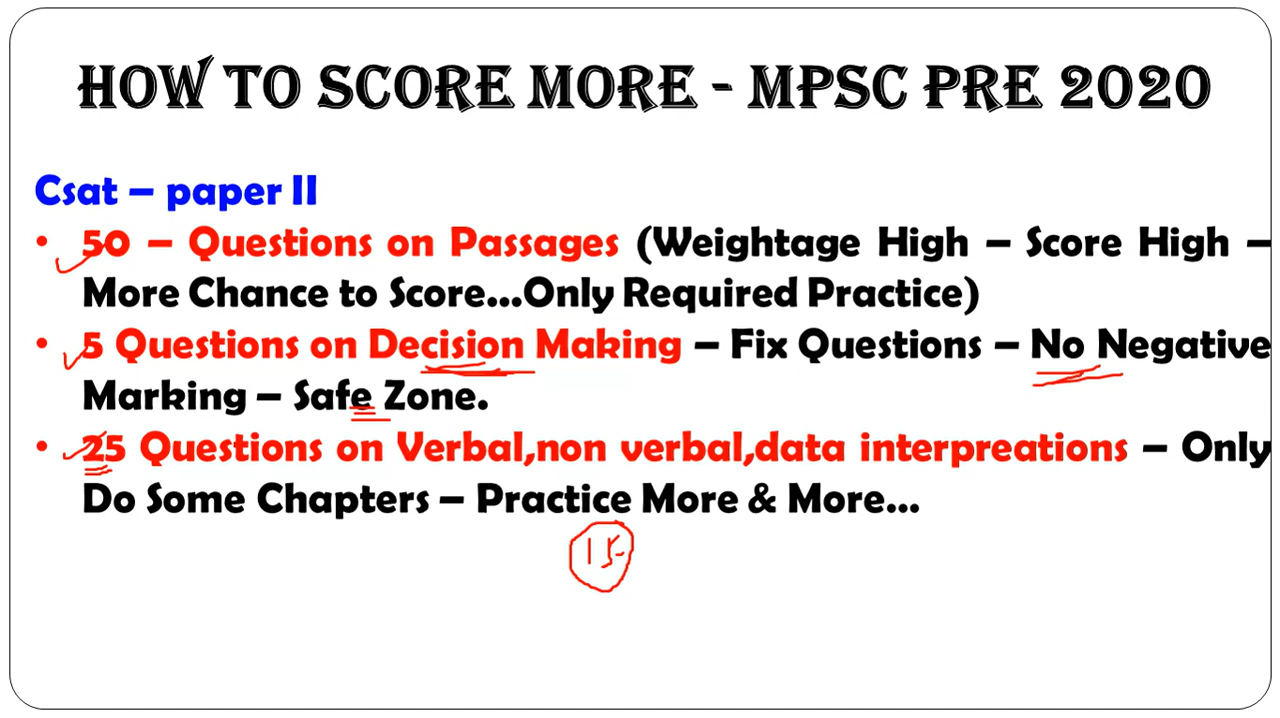 HOW TO SCORE MORE - MPSC PRE 2020
Csat – paper II
• 50 – Questions on Passages (Weightage High – Score High –
More Chance to Score...Only Required Practice)
• 5 Questions on Decision Making – Fix Questions – No Negative
Marking – Safe Zone.
• 25 Questions on Verbal,non verbal,data interpreations – Only
Do Some Chapters – Practice More & More...
15